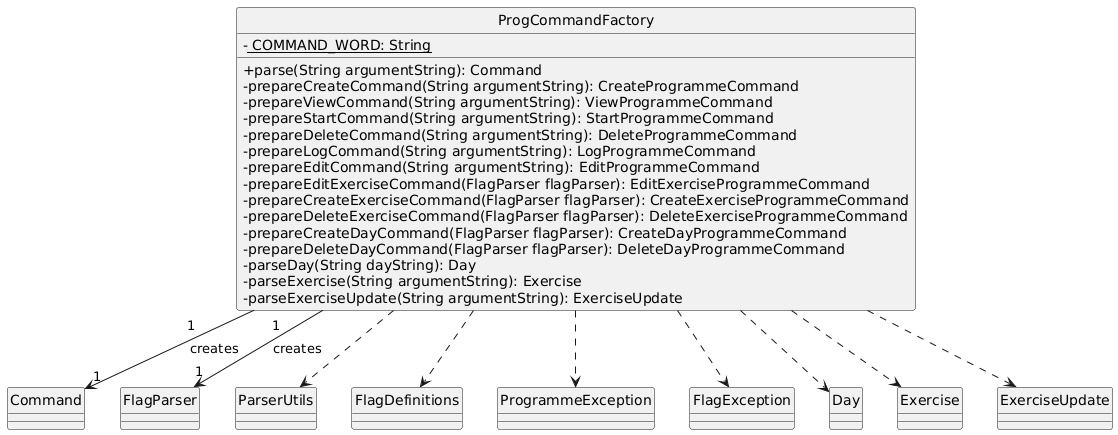 ProgCommandFactory
- COMMAND_WORD: String
+parse(String argumentString): Command
-prepareCreateCommand(String argumentString): CreateProgrammeCommand
-prepareViewCommand(String argumentString): ViewProgrammeCommand
-prepareStartCommand(String argumentString): StartProgrammeCommand
-prepareDeleteCommand(String argumentString): DeleteProgrammeCommand
-prepareLogCommand(String argumentString): LogProgrammeCommand
-prepareEditCommand(String argumentString): EditProgrammeCommand
-prepareEditExerciseCommand(FlagParser flagParser): EditExerciseProgrammeCommand
-prepareCreateExerciseCommand(FlagParser flagParser): CreateExerciseProgrammeCommand
-prepareDeleteExerciseCommand(FlagParser flagParser): DeleteExerciseProgrammeCommand
-prepareCreateDayCommand(FlagParser flagParser): CreateDayProgrammeCommand
-prepareDeleteDayCommand(FlagParser flagParser): DeleteDayProgrammeCommand
-parseDay(String dayString): Day
-parseExercise(String argumentString): Exercise
-parseExerciseUpdate(String argumentString): ExerciseUpdate
1 1
creates creates
1 1
Command FlagParser ParserUtils FlagDefinitions ProgrammeException FlagException Day Exercise ExerciseUpdate